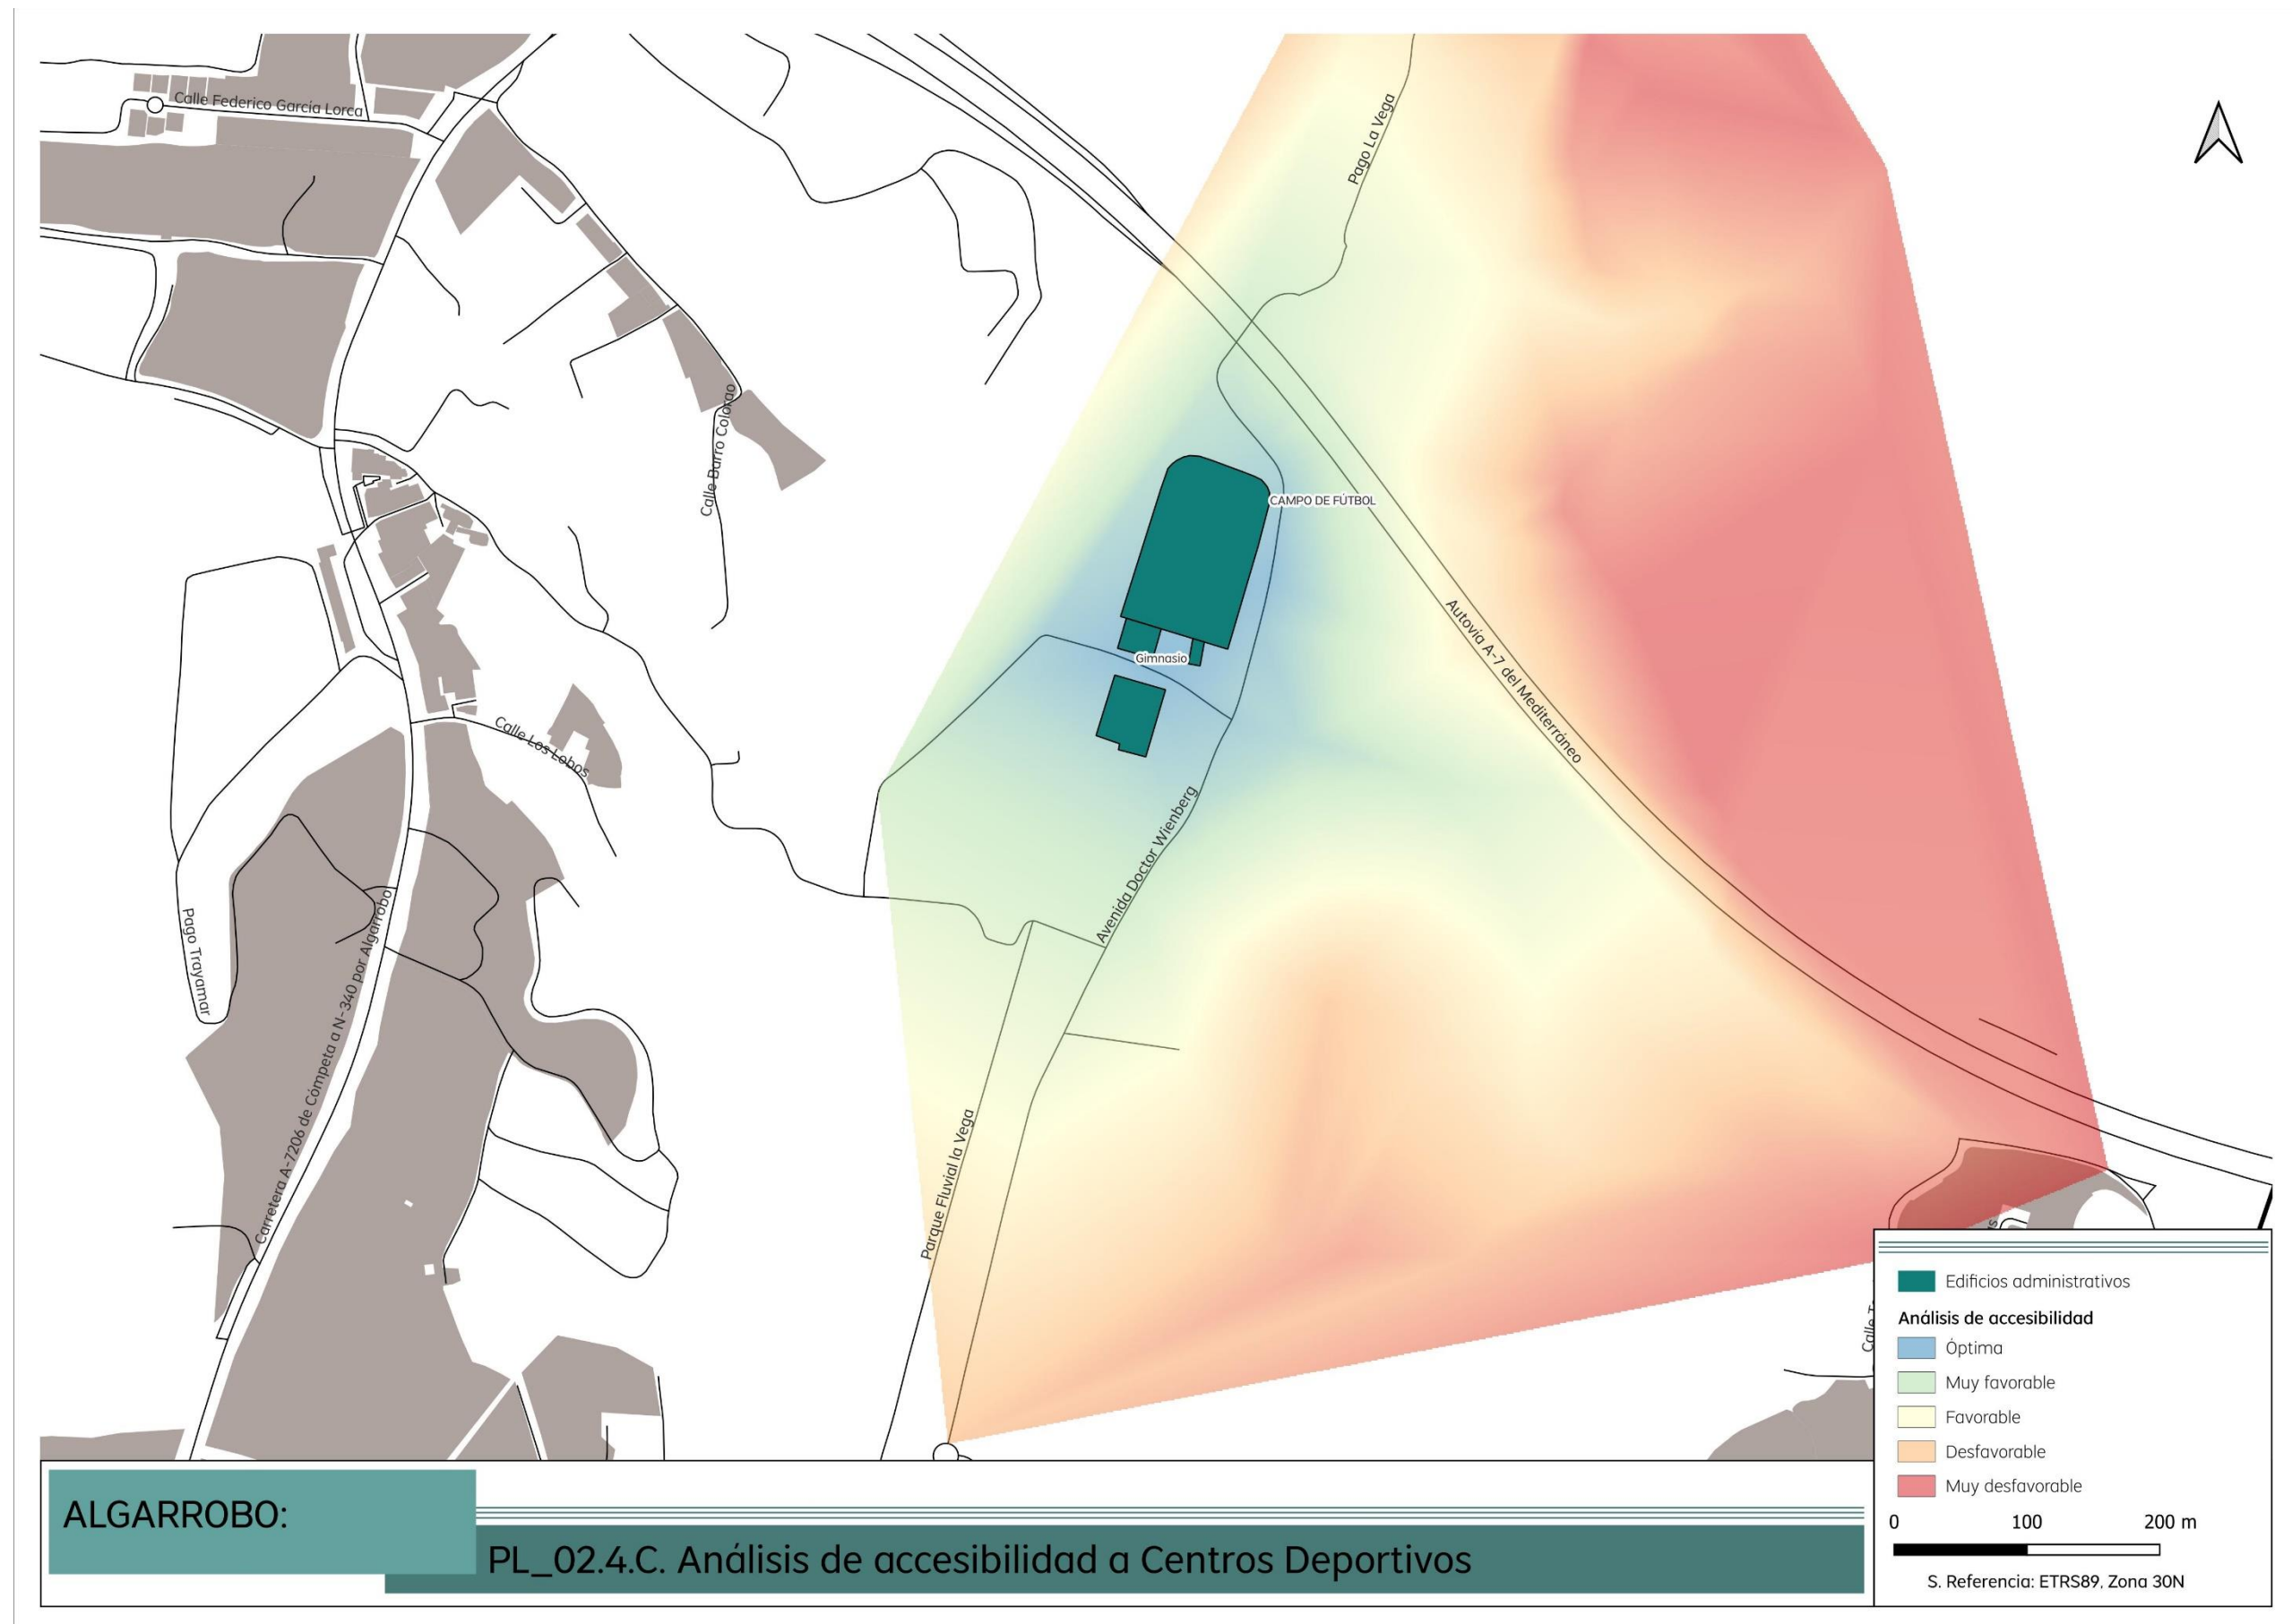 Calle Federico García Lorca
Pago La Vega
Calle Barro Colorao
CAMPO DE FÚTBOL
Gimnasio
Autovía A-7 del Mediterráneo
Calle Los Lobos
Avenida Doctor Wienberg
Pago Trayamar
Carretera A-7206 de Cómpeta a N-340 por Algarrobo
Parque Fluvial la Vega
Calle
Edificios administrativos
Análisis de accesibilidad
Óptima
Muy favorable
Favorable
Desfavorable
Muy desfavorable
0 100 200 m
S. Referencia: ETRS89, Zona 30N
ALGARROBO:
PL_02.4.C. Análisis de accesibilidad a Centros Deportivos